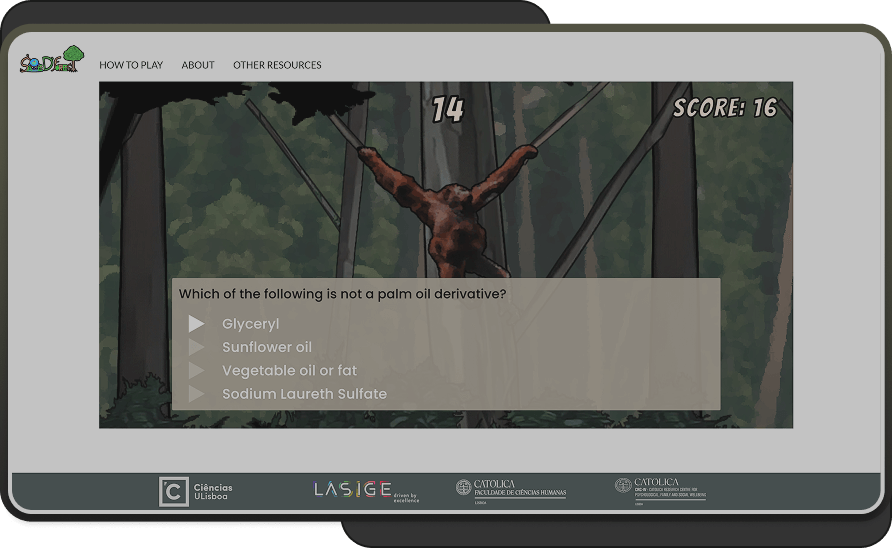 HOW TO PLAY
ABOUT
OTHER RESOURCES
14
SCORE: 16
Which of the following is not a palm oil derivative?
Glyceryl
Sunflower oil
Vegetable oil or fat
Sodium Laureth Sulfate
Ciências
ULisboa
LASIGE
driven by
excellence
CATOLICA
FACULDADE DE CIÊNCIAS HUMANAS
LISBOA
CATOLICA